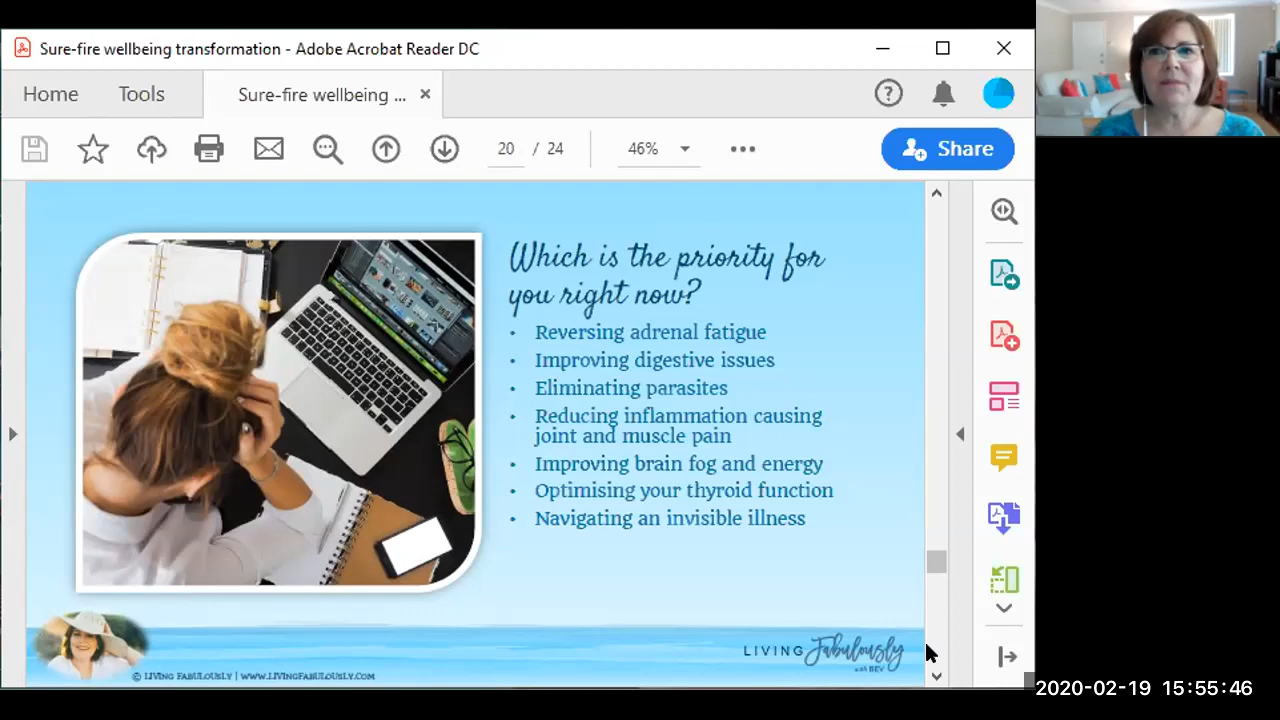 Sure-fire wellbeing transformation - Adobe Acrobat Reader DC
Home
Tools
Sure-fire wellbeing ...
20 / 24
46%
Share
Which is the priority for
you right now?
• Reversing adrenal fatigue
• Improving digestive issues
• Eliminating parasites
• Reducing inflammation causing
joint and muscle pain
• Improving brain fog and energy
• Optimising your thyroid function
• Navigating an invisible illness
© LIVING FABULOUSLY | WWW.LIVINGFABULOUSLY.COM
LIVING Fabulously
with BEV
2020-02-19 15:55:46